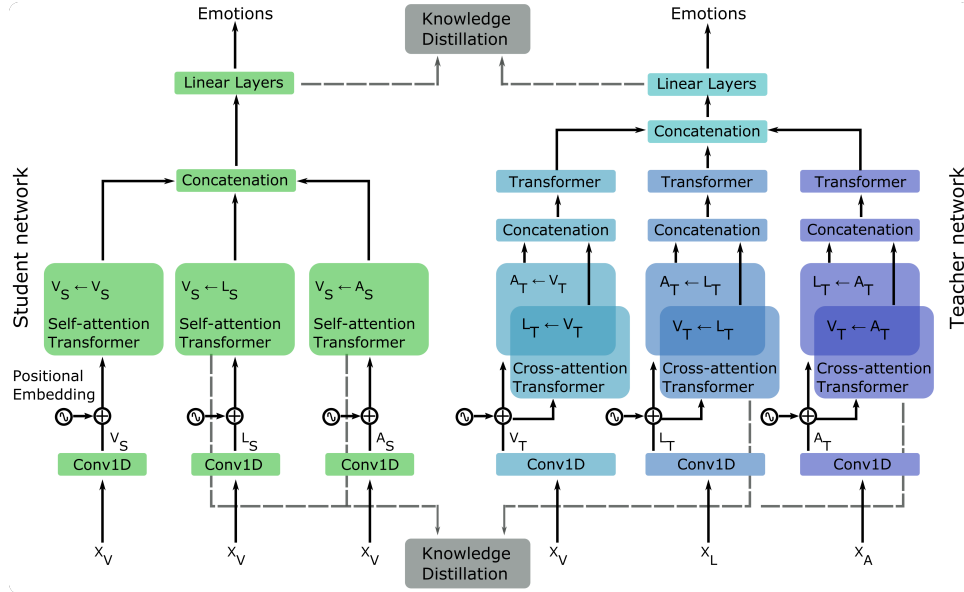 Emotions
Knowledge
Distillation
Emotions
Linear Layers
Linear Layers
Concatenation
Student network
Concatenation
Transformer
Transformer
Transformer
Teacher network
Concatenation
Concatenation
Concatenation
V_S ← V_S
Self-attention
Transformer
V_S ← L_S
Self-attention
Transformer
V_S ← A_S
Self-attention
Transformer
A_T ← V_T
L_T ← V_T
Cross-attention
Transformer
A_T ← L_T
V_T ← L_T
Cross-attention
Transformer
L_T ← A_T
V_T ← A_T
Cross-attention
Transformer
Positional
Embedding
V_S
L_S
A_S
V_T
L_T
A_T
Conv1D
Conv1D
Conv1D
Conv1D
Conv1D
Conv1D
X_V
X_V
X_V
Knowledge
Distillation
X_V
X_L
X_A